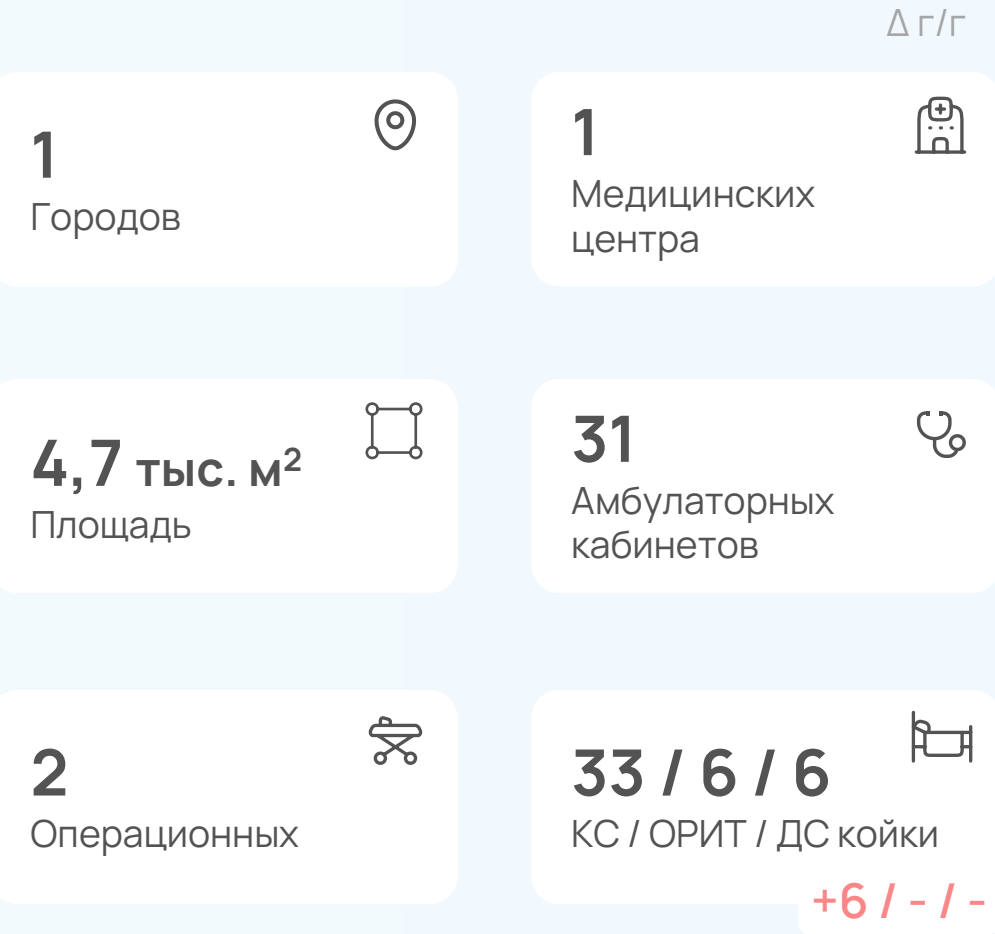 Δ г/г
1
Городов
1
Медицинских
центра
4,7 тыс. м²
Площадь
31
Амбулаторных
кабинетов
2
Операционных
33 / 6 / 6
КС / ОРИТ / ДС койки
+6 / - / -